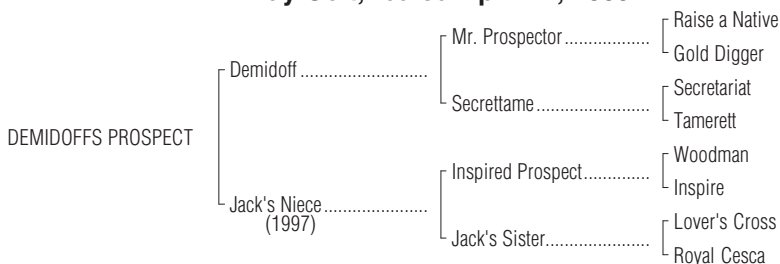 Raise a Native
Mr. Prospector
Gold Digger
Demidoff
Secretariat
Secrettame
Tamerett
DEMIDOFFS PROSPECT
Woodman
Inspired Prospect
Inspire
Jack's Niece
(1997)
Lover's Cross
Jack's Sister
Royal Cesca